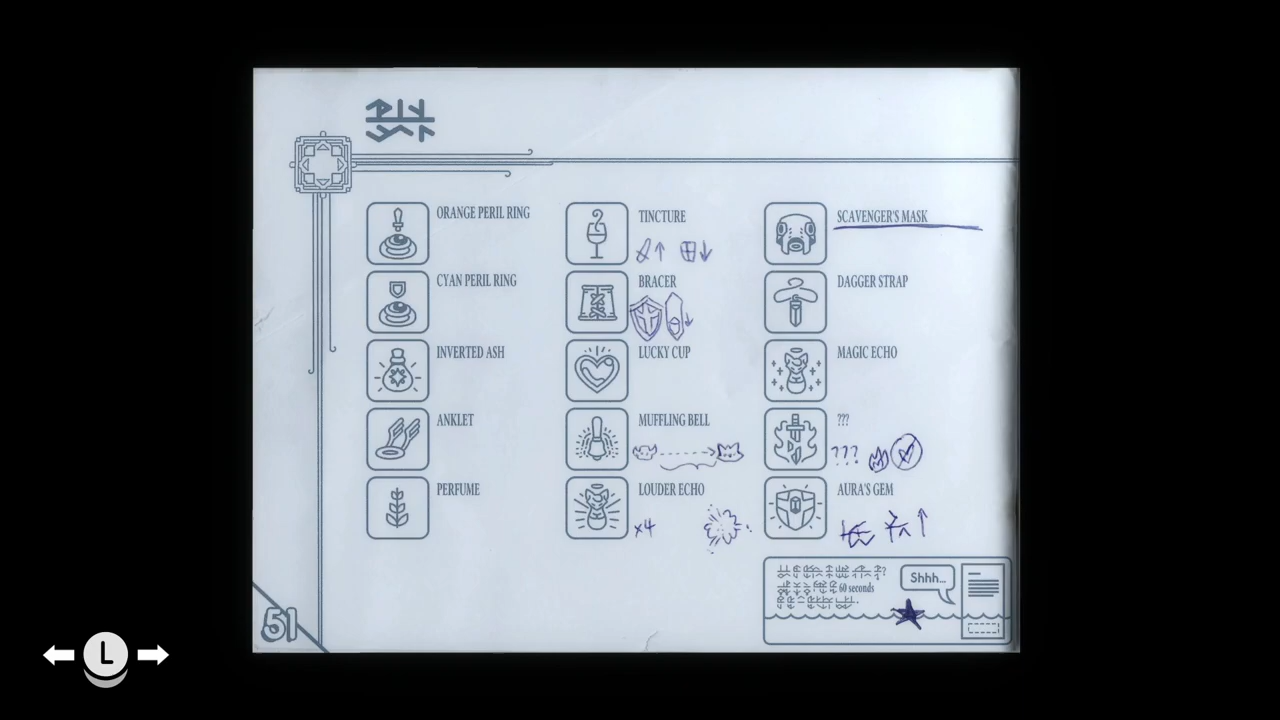 ORANGE PERIL RING
CYAN PERIL RING
INVERTED ASH
ANKLET
PERFUME
TINCTURE
BRACER
LUCKY CUP
MUFFLING BELL
LOUDER ECHO
x4
SCAVENGER'S MASK
DAGGER STRAP
MAGIC ECHO
???
???
AURA'S GEM
?
60 seconds
Shhh...
51
L